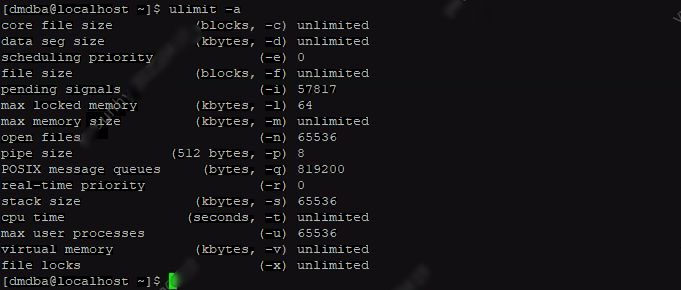 [dmdba@localhost ~]$ ulimit -a
core file size          (blocks, -c) unlimited
data seg size           (kbytes, -d) unlimited
scheduling priority             (-e) 0
file size               (blocks, -f) unlimited
pending signals                 (-i) 57817
max locked memory       (kbytes, -l) 64
max memory size         (kbytes, -m) unlimited
open files                      (-n) 65536
pipe size            (512 bytes, -p) 8
POSIX message queues     (bytes, -q) 819200
real-time priority              (-r) 0
stack size              (kbytes, -s) 65536
cpu time               (seconds, -t) unlimited
max user processes              (-u) 65536
virtual memory          (kbytes, -v) unlimited
file locks                      (-x) unlimited
[dmdba@localhost ~]$